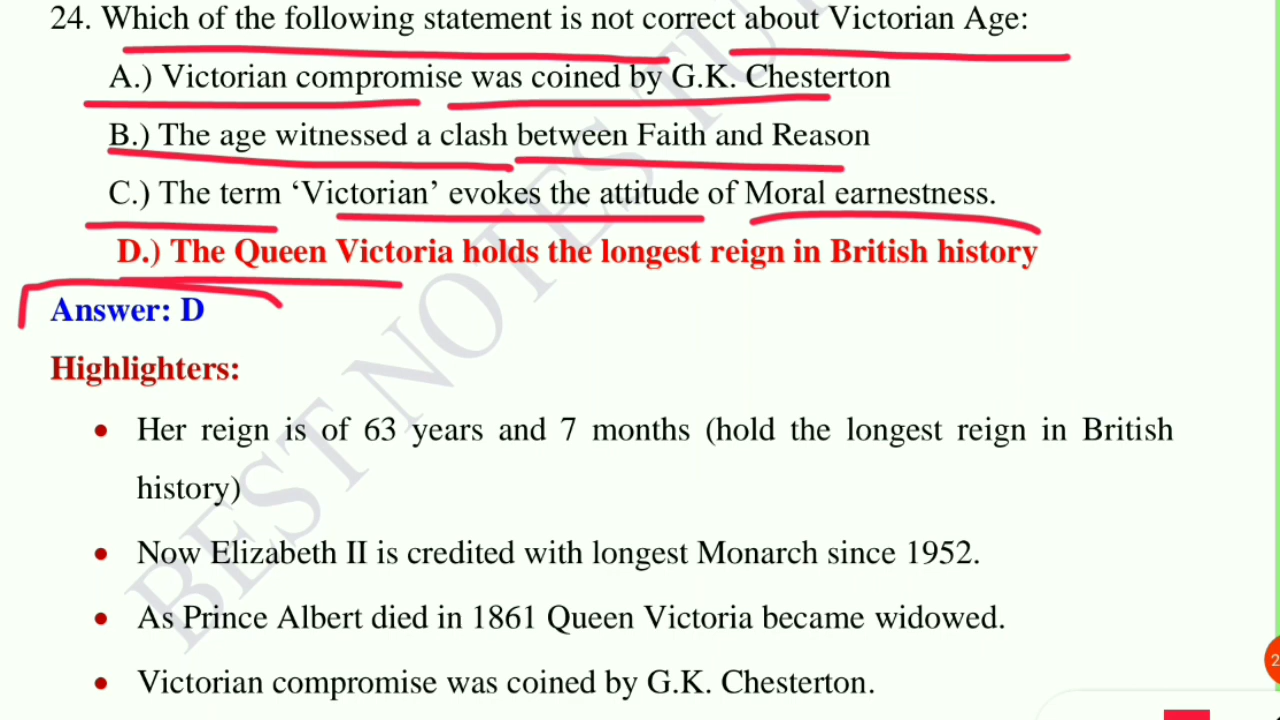 24. Which of the following statement is not correct about Victorian Age:
A.) Victorian compromise was coined by G.K. Chesterton
B.) The age witnessed a clash between Faith and Reason
C.) The term ‘Victorian’ evokes the attitude of Moral earnestness.
D.) The Queen Victoria holds the longest reign in British history
Answer: D
Highlighters:
• Her reign is of 63 years and 7 months (hold the longest reign in British
history)
• Now Elizabeth II is credited with longest Monarch since 1952.
• As Prince Albert died in 1861 Queen Victoria became widowed.
• Victorian compromise was coined by G.K. Chesterton.
BEST NOTES TU
2